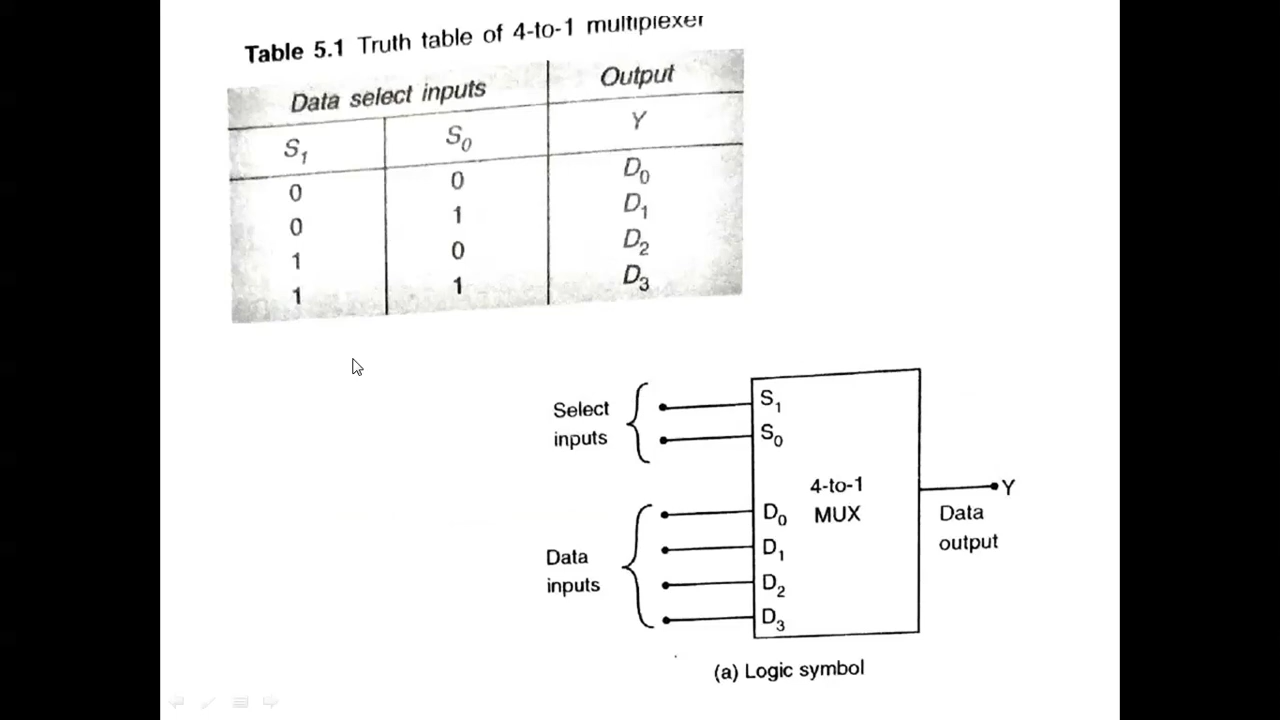 Table 5.1 Truth table of 4-to-1 multiplexer
Data select inputs Output
S₁ S₀ Y
0 0 D₀
0 1 D₁
1 0 D₂
1 1 D₃
Select
inputs
S₁
S₀
4-to-1
MUX
Data
inputs
D₀
D₁
D₂
D₃
Y
Data
output
(a) Logic symbol